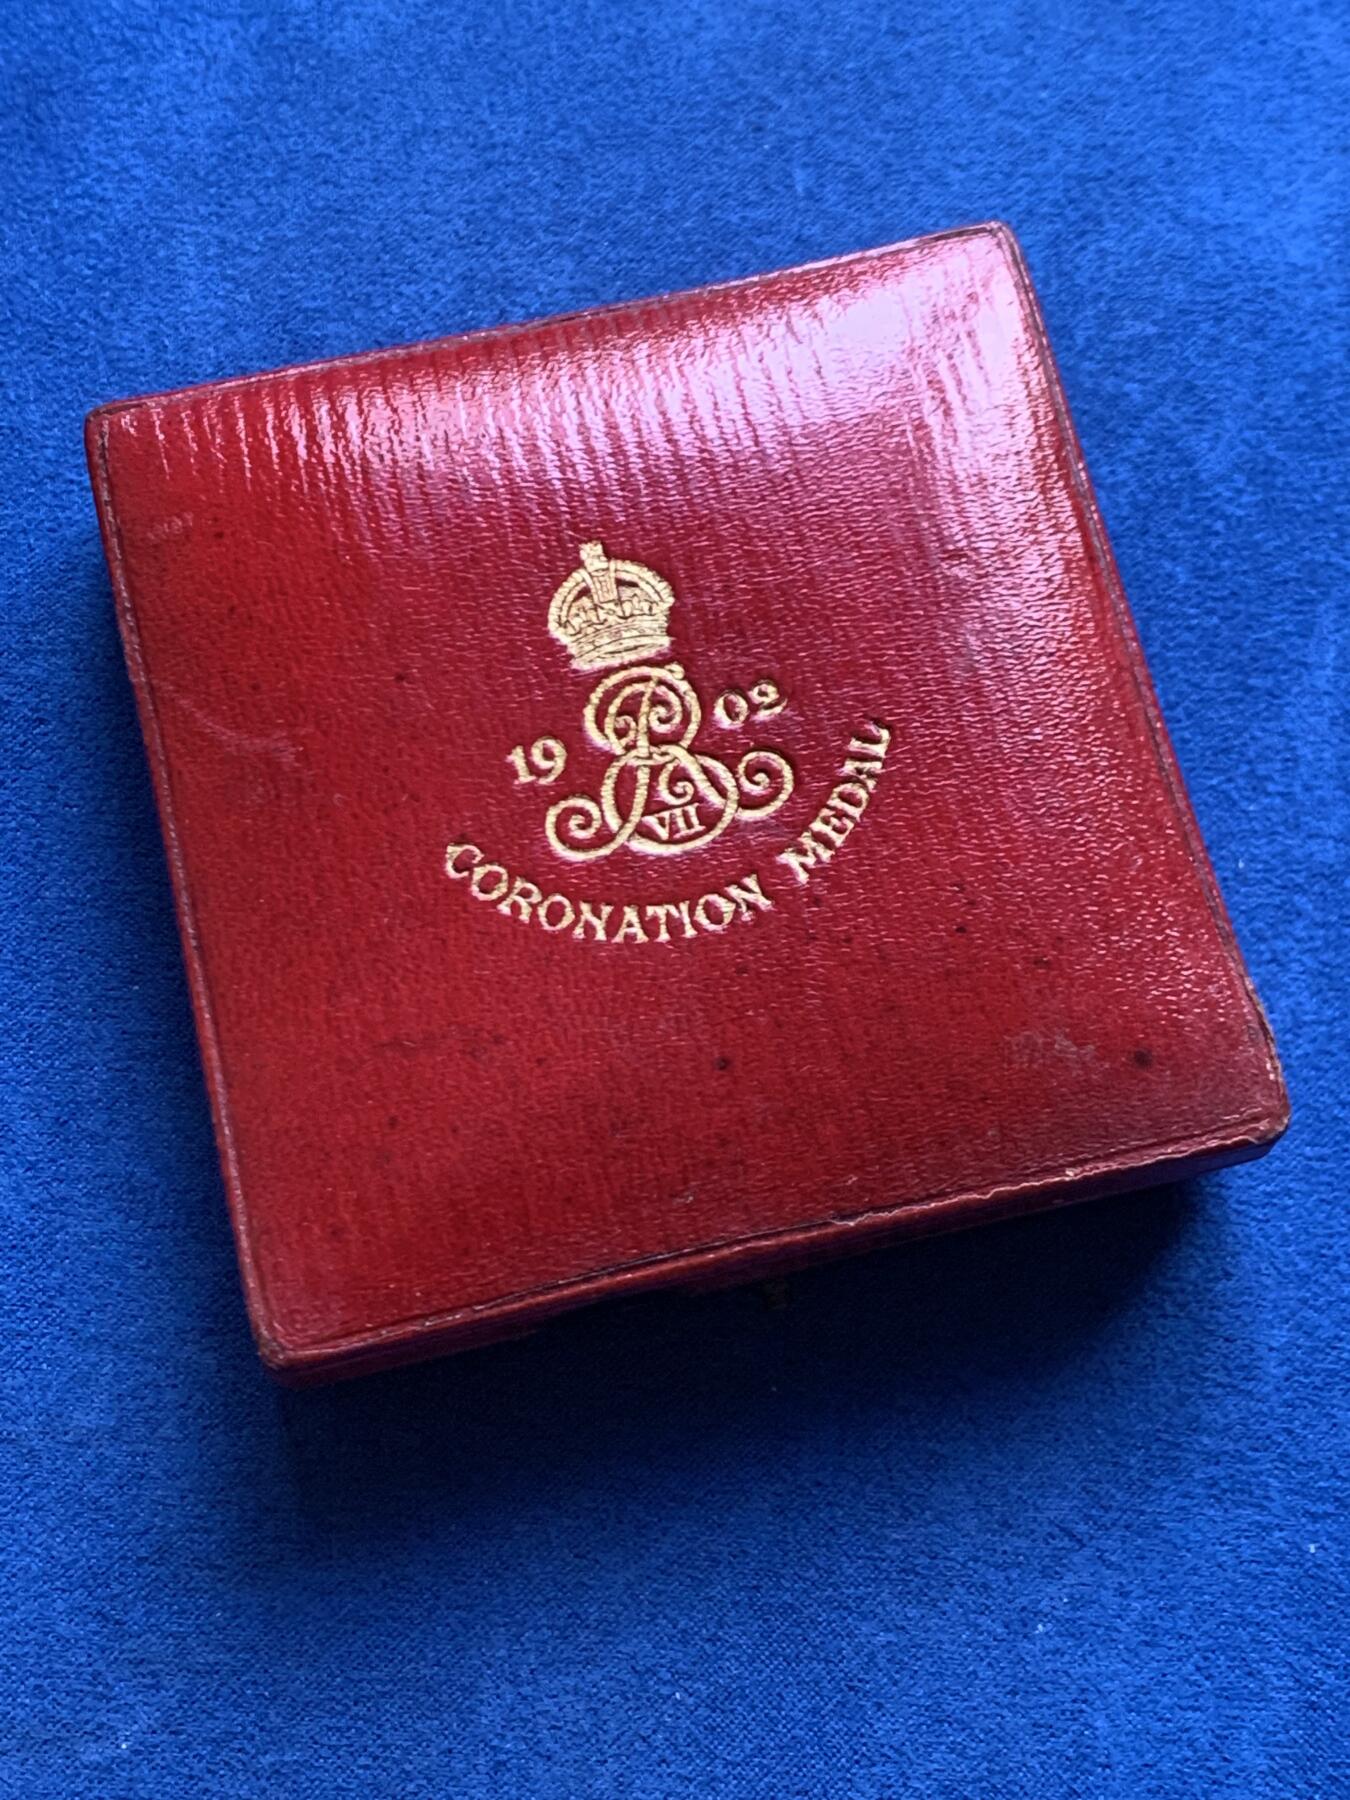 19 02
E R
VII
CORONATION MEDAL